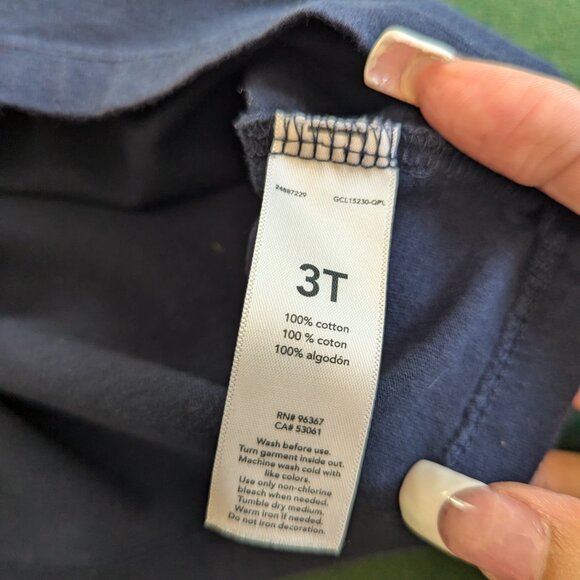 24887229 GCL15230-QPL
3T
100% cotton
100 % coton
100% algodón
RN# 96367
CA# 53061
Wash before use.
Turn garment inside out.
Machine wash cold with
like colors.
Use only non-chlorine
bleach when needed.
Tumble dry medium.
Warm iron if needed.
Do not iron decoration.